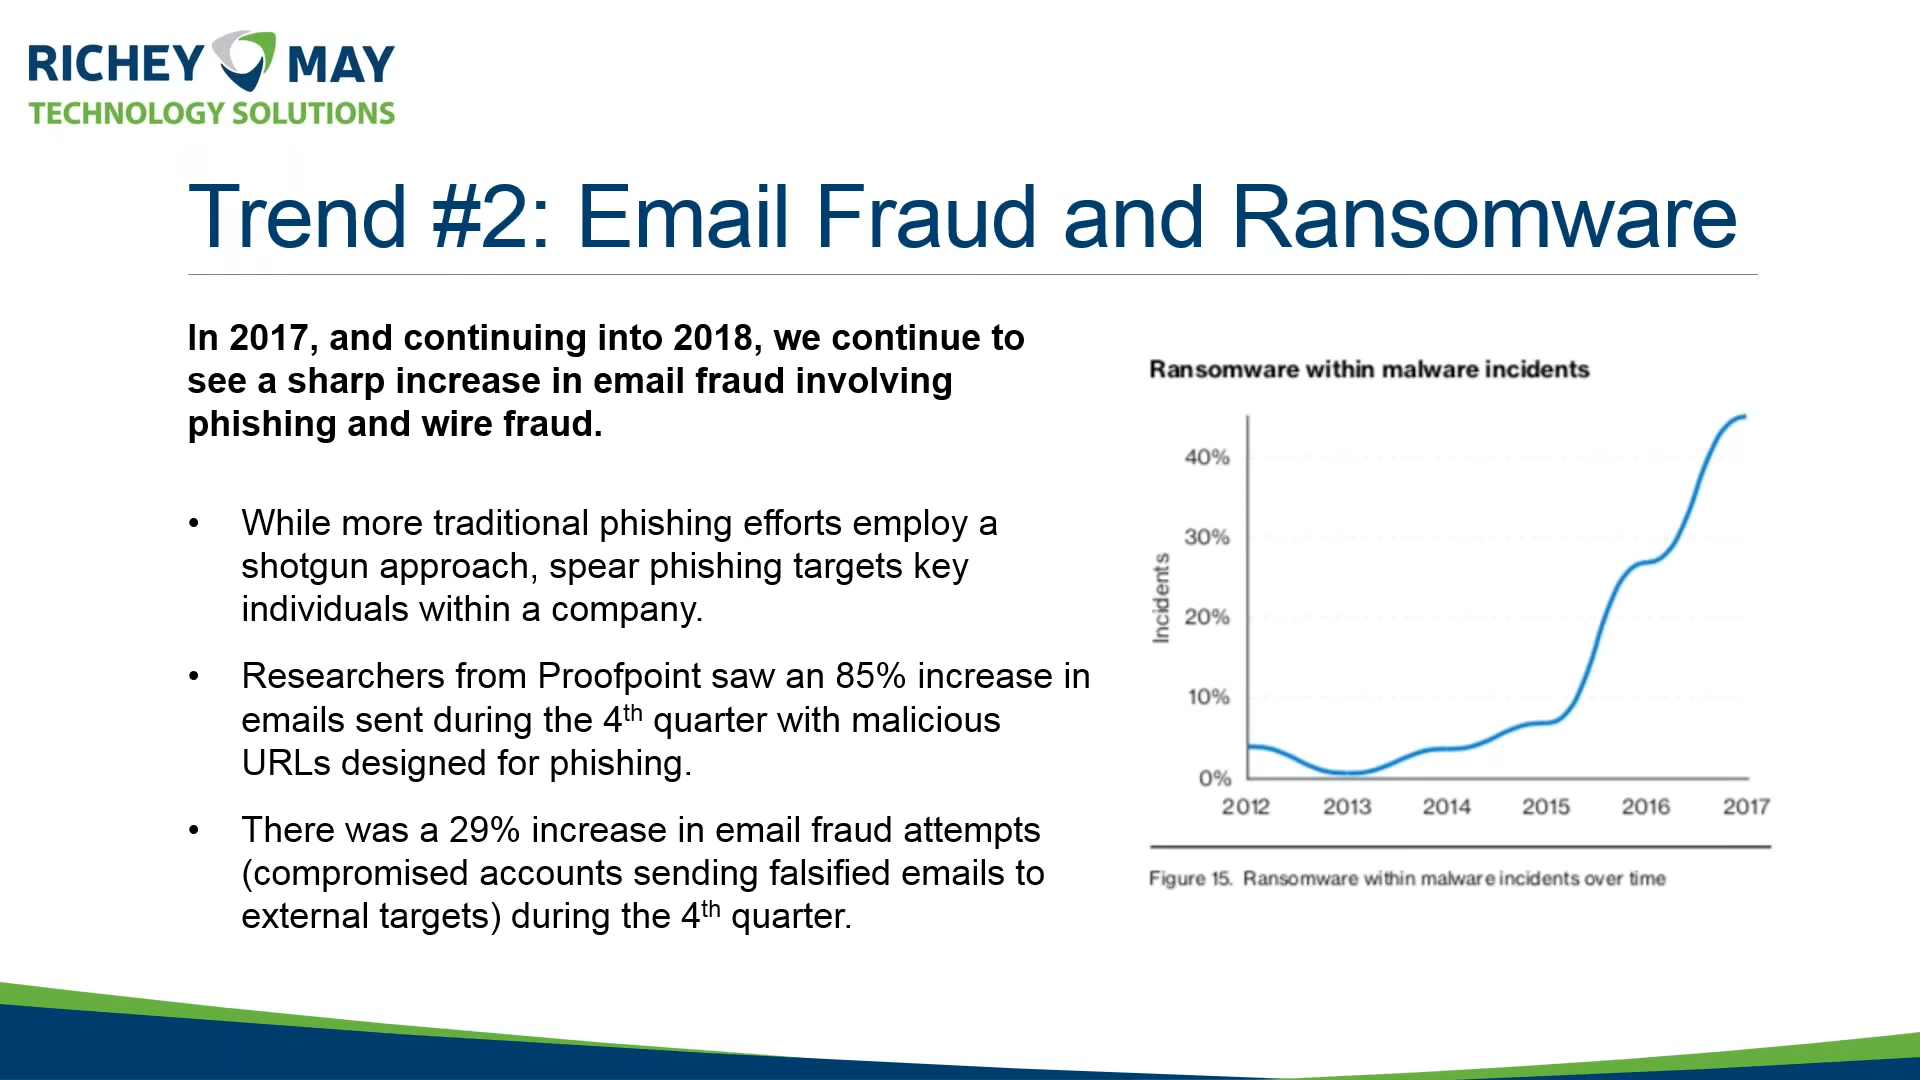 RICHEY MAY
TECHNOLOGY SOLUTIONS
Trend #2: Email Fraud and Ransomware
In 2017, and continuing into 2018, we continue to
see a sharp increase in email fraud involving
phishing and wire fraud.
• While more traditional phishing efforts employ a
shotgun approach, spear phishing targets key
individuals within a company.
• Researchers from Proofpoint saw an 85% increase in
emails sent during the 4th quarter with malicious
URLs designed for phishing.
• There was a 29% increase in email fraud attempts
(compromised accounts sending falsified emails to
external targets) during the 4th quarter.
Ransomware within malware incidents
Incidents
40%
30%
20%
10%
0%
2012 2013 2014 2015 2016 2017
Figure 15. Ransomware within malware incidents over time